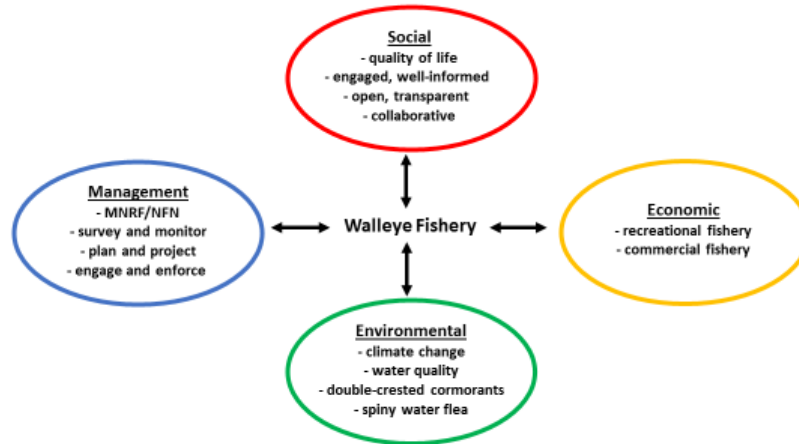 Social
- quality of life
- engaged, well-informed
- open, transparent
- collaborative
Management
- MNRF/NFN
- survey and monitor
- plan and project
- engage and enforce
Walleye Fishery
Economic
- recreational fishery
- commercial fishery
Environmental
- climate change
- water quality
- double-crested cormorants
- spiny water flea